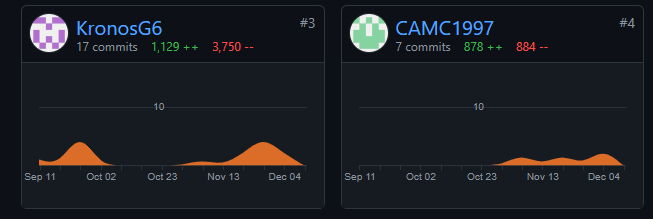 KronosG6 #3
17 commits 1,129 ++ 3,750 --
10
Sep 11 Oct 02 Oct 23 Nov 13 Dec 04
CAMC1997 #4
7 commits 878 ++ 884 --
10
Sep 11 Oct 02 Oct 23 Nov 13 Dec 04